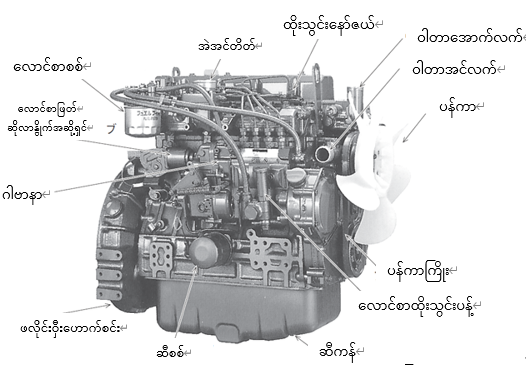 ထိုးသွင်းနော်ဇယ်
ဝါတာအောက်လက်
အဲအင်တိတ်
လောင်စာစစ်
ဝါတာအင်လက်
ပန်ကာ
လောင်စာဖြတ်
ဆိုလာနွိုက်အဆို့ရှင်
ဂါဗာနာ
ပန်ကာကြိုး
လောင်စာထိုးသွင်းပန့်
ဖလိုင်းဝှီးဟောက်စင်း
ဆီစစ်
ဆီကန်